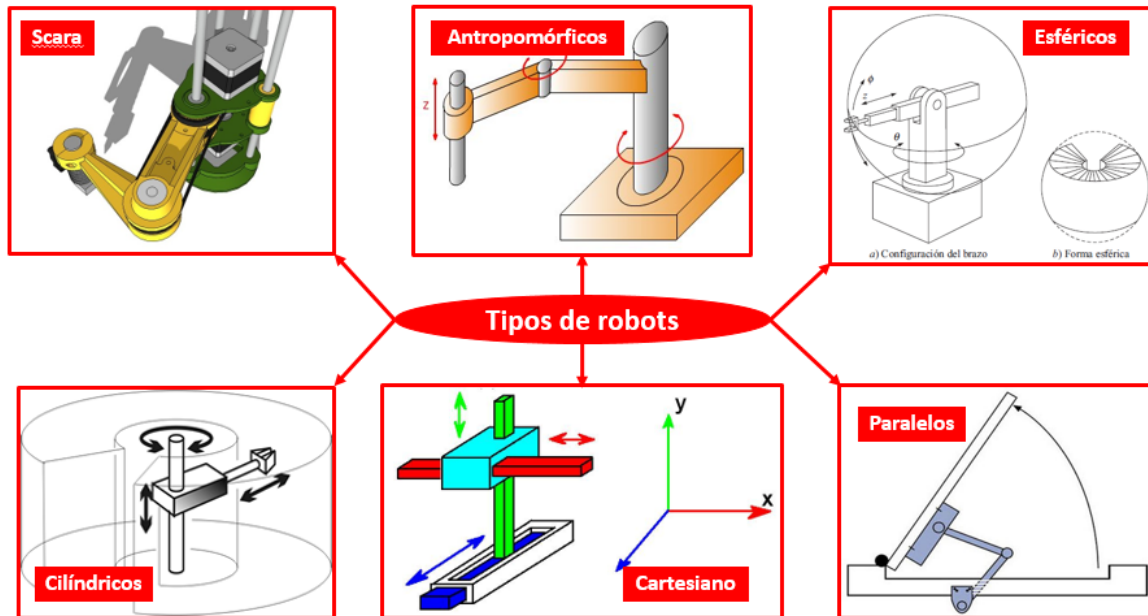 Scara
Antropomórficos
z
Esféricos
ϕ
z
θ
a) Configuración del brazo
b) Forma esférica
Tipos de robots
Cilíndricos
y
x
Cartesiano
Paralelos